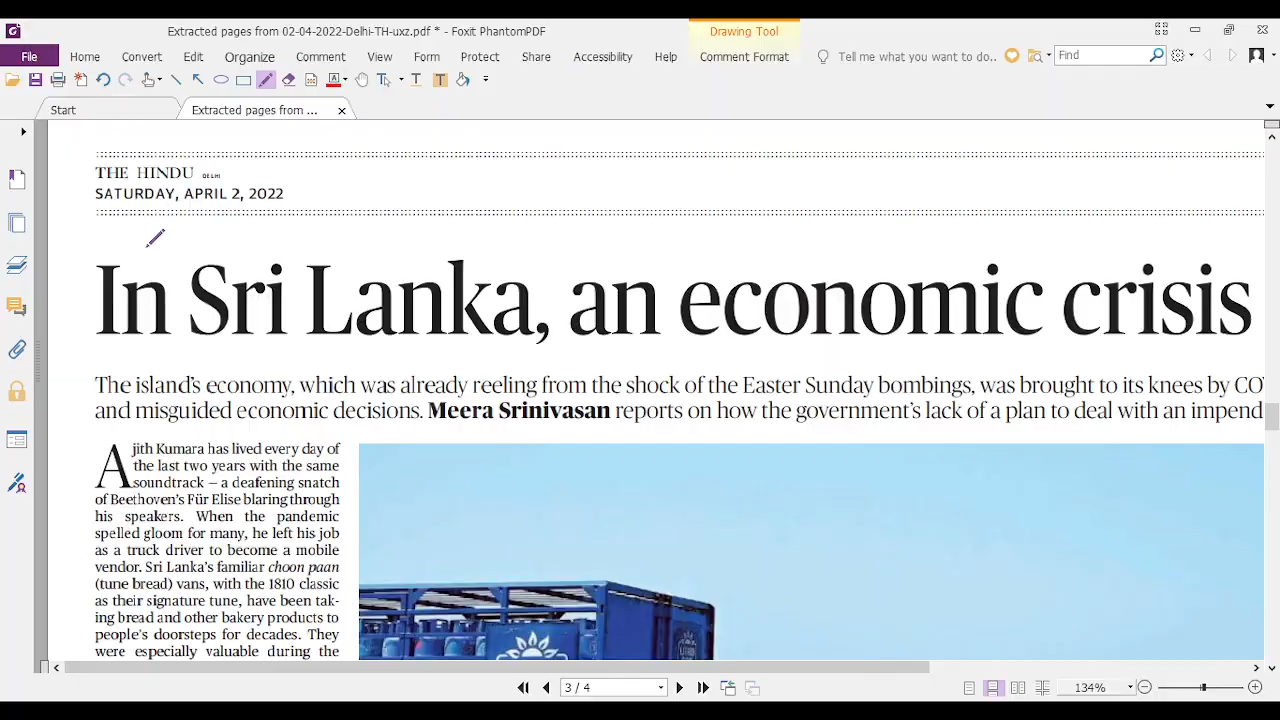 Extracted pages from 02-04-2022-Delhi-TH-uxz.pdf * - Foxit PhantomPDF
Drawing Tool
File Home Convert Edit Organize Comment View Form Protect Share Accessibility Help Comment Format Tell me what you want to do.. Find
Start Extracted pages from ...
THE HINDU DELHI
SATURDAY, APRIL 2, 2022
In Sri Lanka, an economic crisis
The island's economy, which was already reeling from the shock of the Easter Sunday bombings, was brought to its knees by CO
and misguided economic decisions. Meera Srinivasan reports on how the government's lack of a plan to deal with an impend
Ajith Kumara has lived every day of
the last two years with the same
soundtrack – a deafening snatch
of Beethoven's Für Elise blaring through
his speakers. When the pandemic
spelled gloom for many, he left his job
as a truck driver to become a mobile
vendor. Sri Lanka's familiar choon paan
(tune bread) vans, with the 1810 classic
as their signature tune, have been tak-
ing bread and other bakery products to
people's doorsteps for decades. They
were especially valuable during the
3 / 4
134%